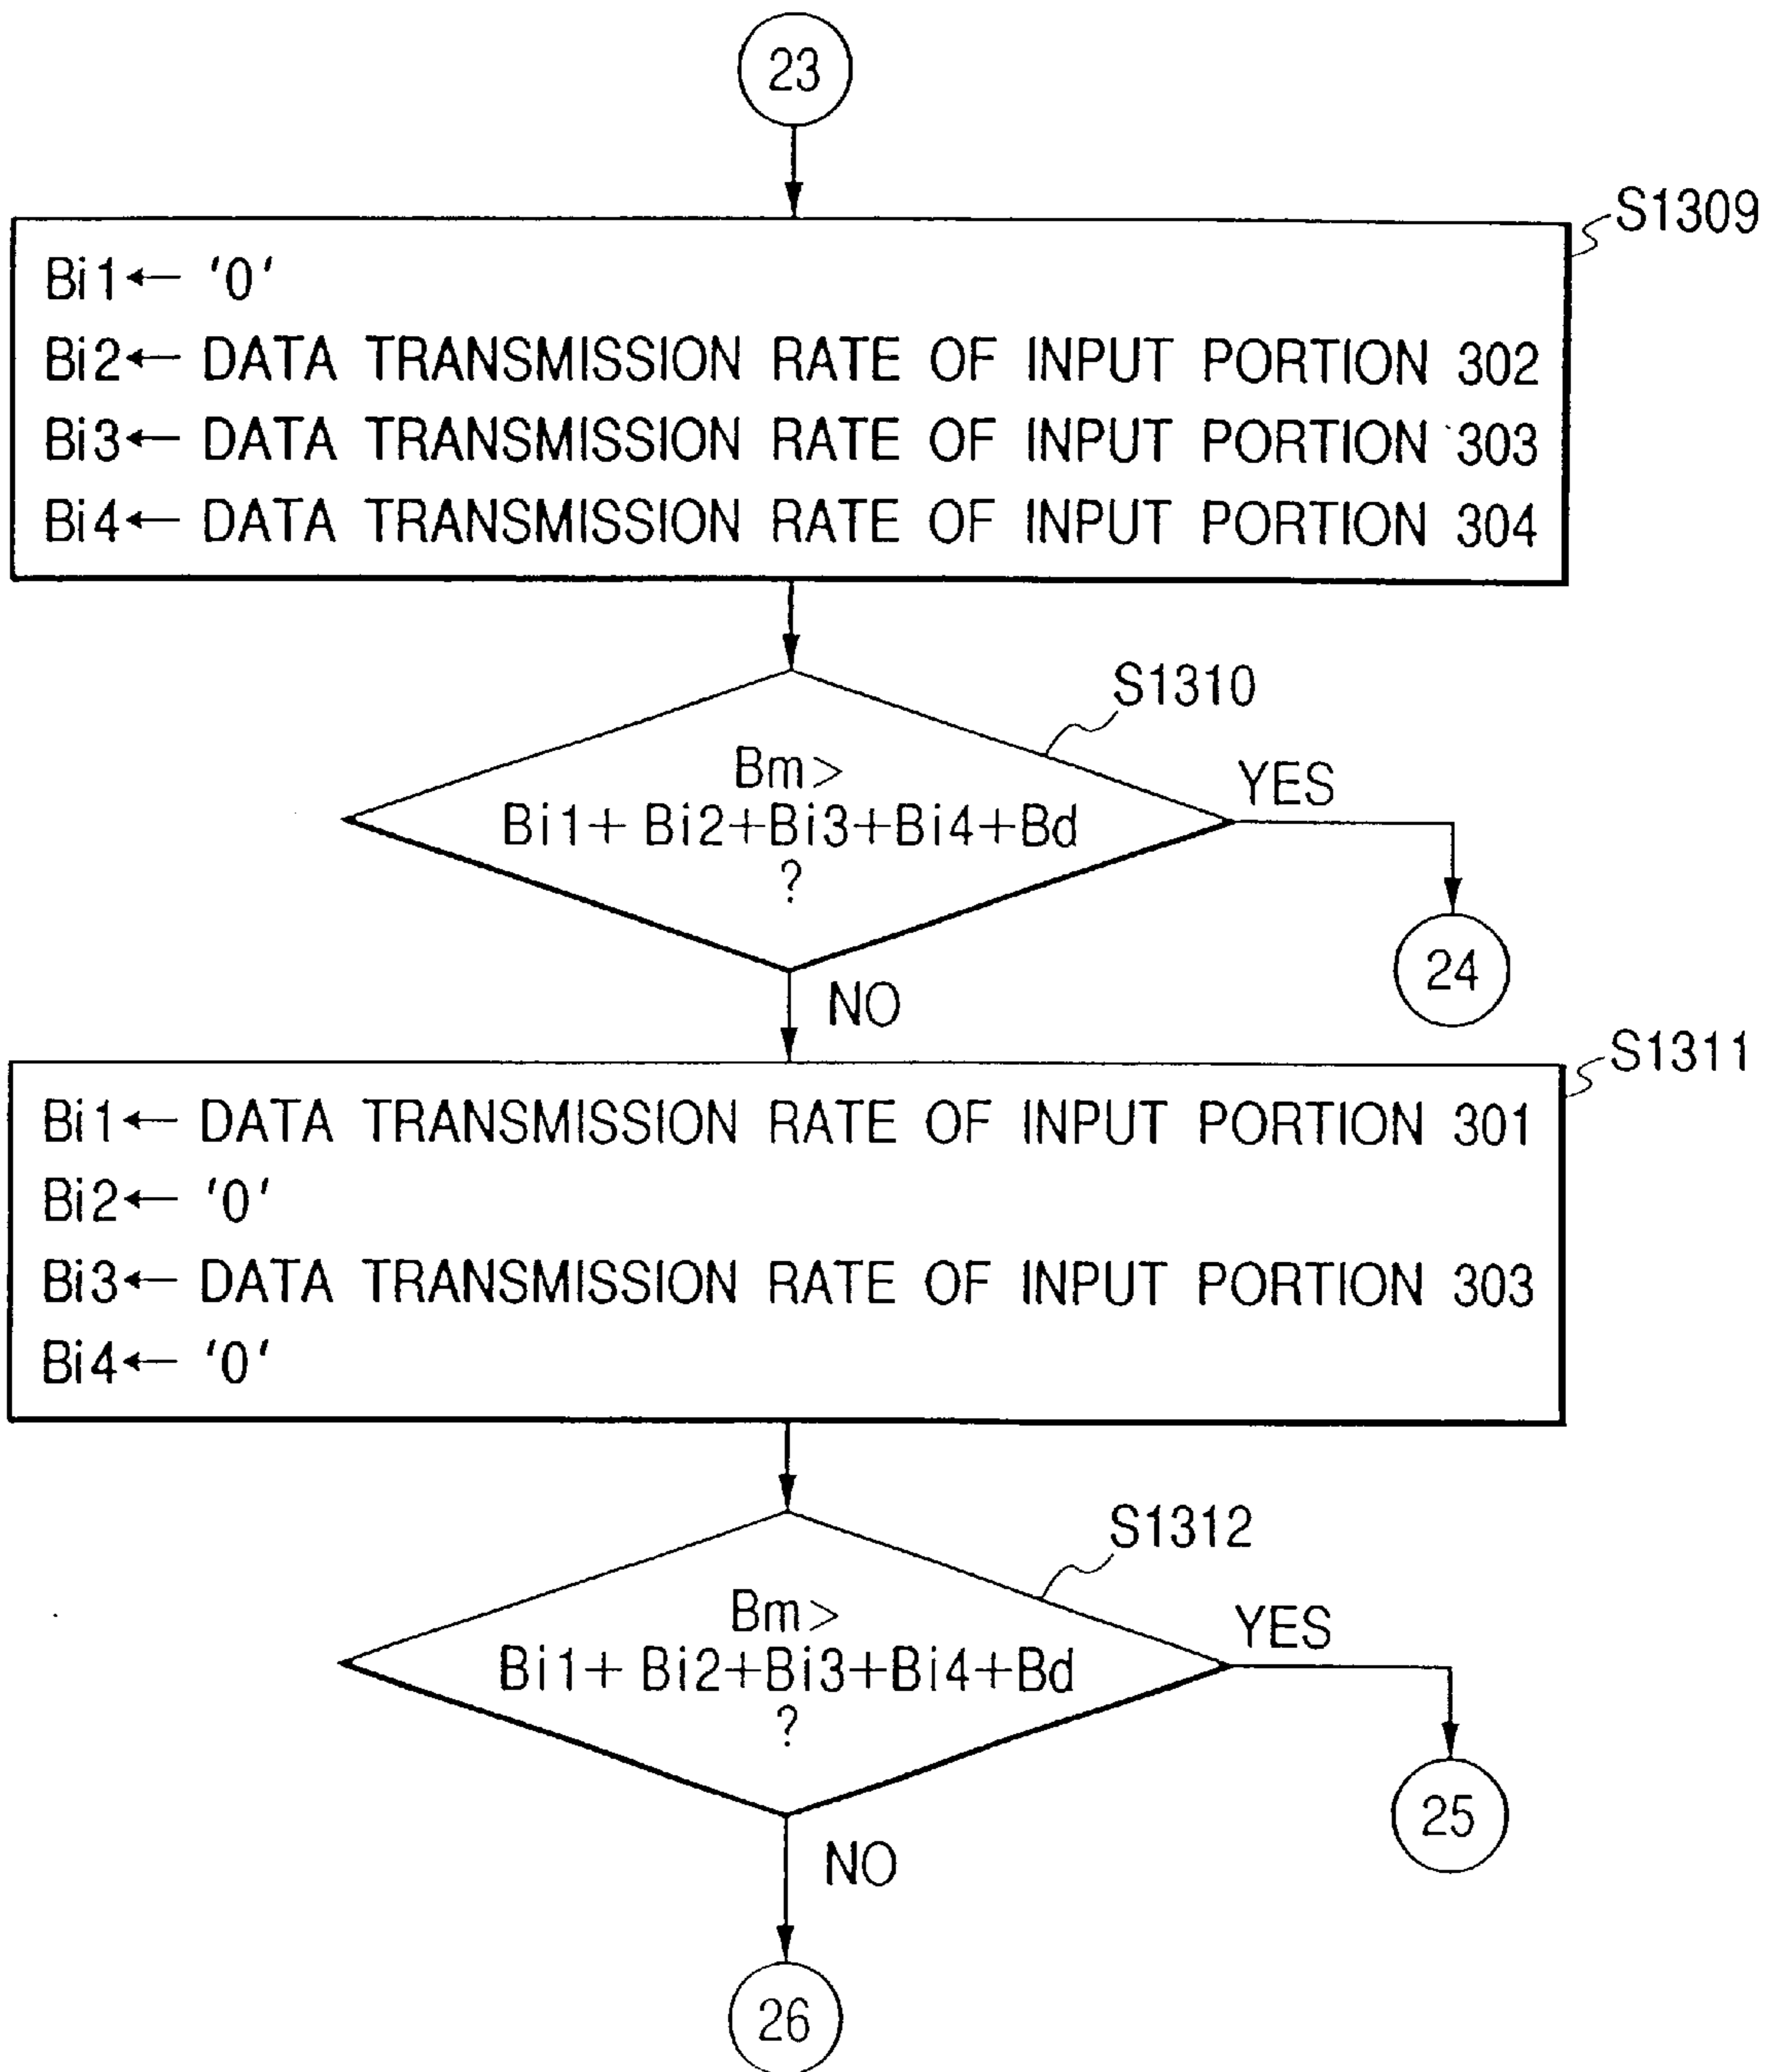 23
S1309
Bi1← '0'
Bi2← DATA TRANSMISSION RATE OF INPUT PORTION 302
Bi3← DATA TRANSMISSION RATE OF INPUT PORTION 303
Bi4← DATA TRANSMISSION RATE OF INPUT PORTION 304
S1310
Bm>
Bi1+ Bi2+Bi3+Bi4+Bd
?
YES
24
NO
S1311
Bi1← DATA TRANSMISSION RATE OF INPUT PORTION 301
Bi2← '0'
Bi3← DATA TRANSMISSION RATE OF INPUT PORTION 303
Bi4← '0'
S1312
Bm>
Bi1+ Bi2+Bi3+Bi4+Bd
?
YES
25
NO
26